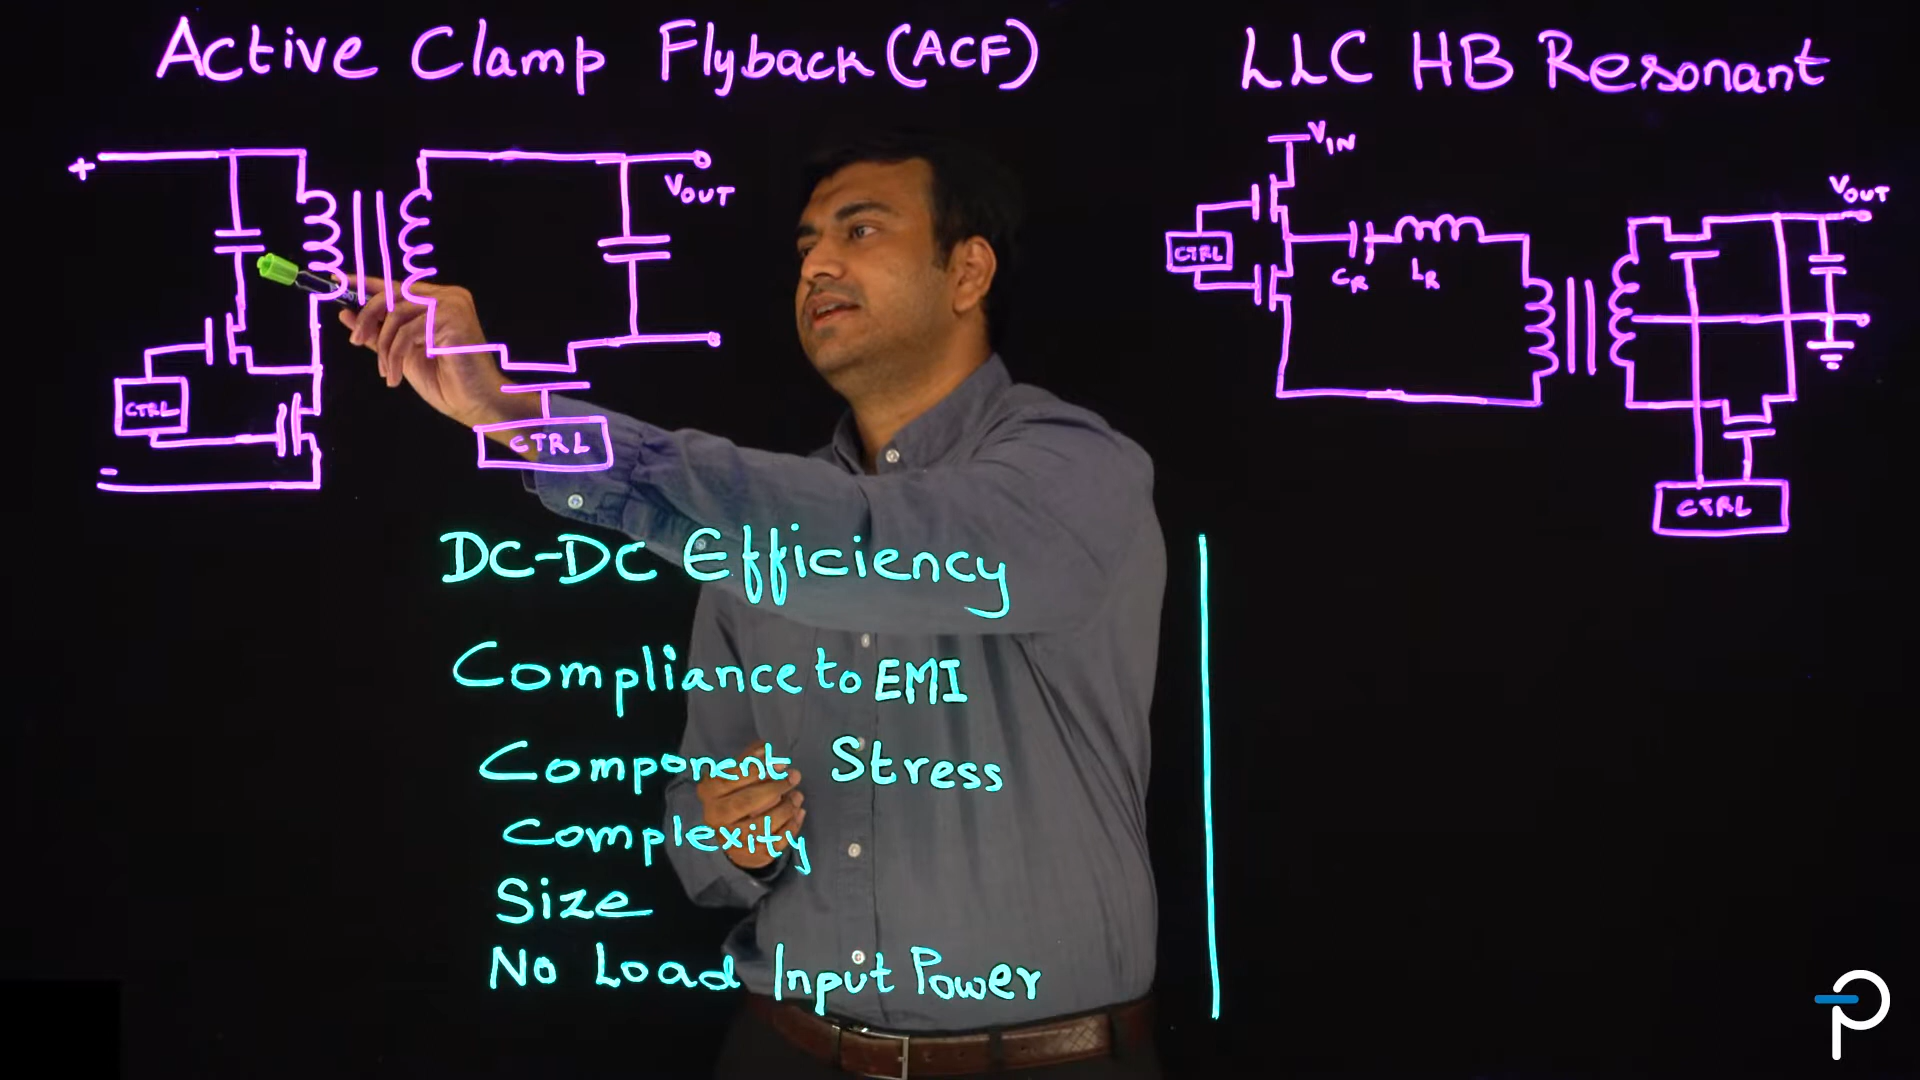 Active Clamp Flyback (ACF)
LLC HB Resonant
+
VOUT
CTRL
-
CTRL
VIN
CTRL
CR
LR
VOUT
CTRL
DC-DC Efficiency
Compliance to EMI
Component Stress
Complexity
Size
No Load Input Power